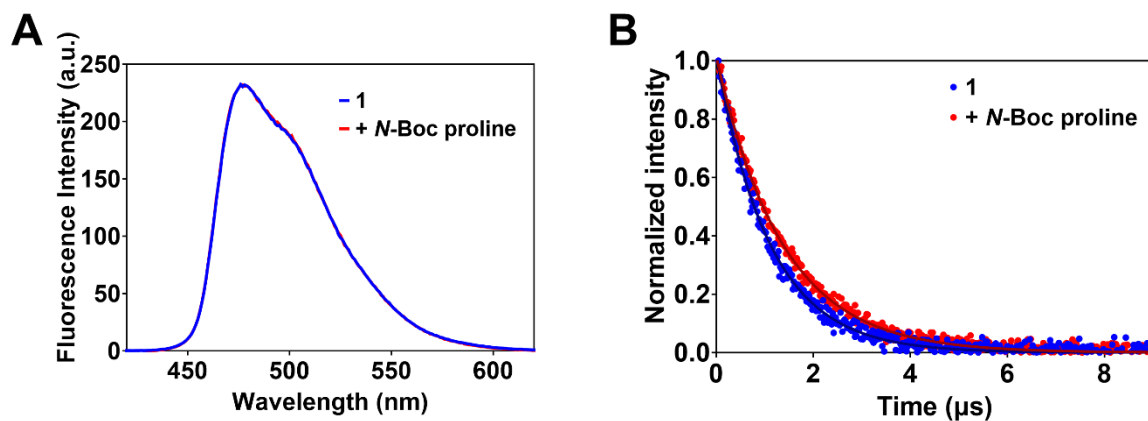 A
Fluorescence Intensity (a.u.)
250
200
150
100
50
0
450
500
550
600
Wavelength (nm)
1
+ N-Boc proline
B
Normalized intensity
1.0
0.8
0.6
0.4
0.2
0.0
0
2
4
6
8
Time (µs)
1
+ N-Boc proline